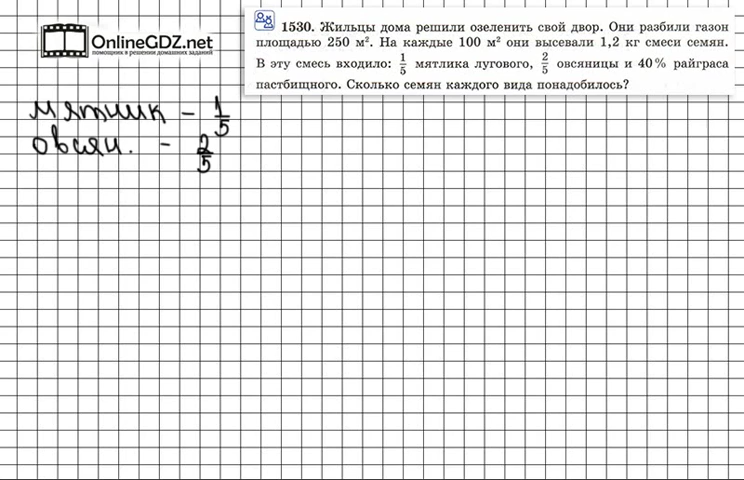 OnlineGDZ.net
помощник в решении домашних заданий
1530. Жильцы дома решили озеленить свой двор. Они разбили газон
площадью 250 м². На каждые 100 м² они высевали 1,2 кг смеси семян.
В эту смесь входило: 1/5 мятлика лугового, 2/5 овсяницы и 40% райграса
пастбищного. Сколько семян каждого вида понадобилось?
мятлик – 1/5
овсян. – 2/5